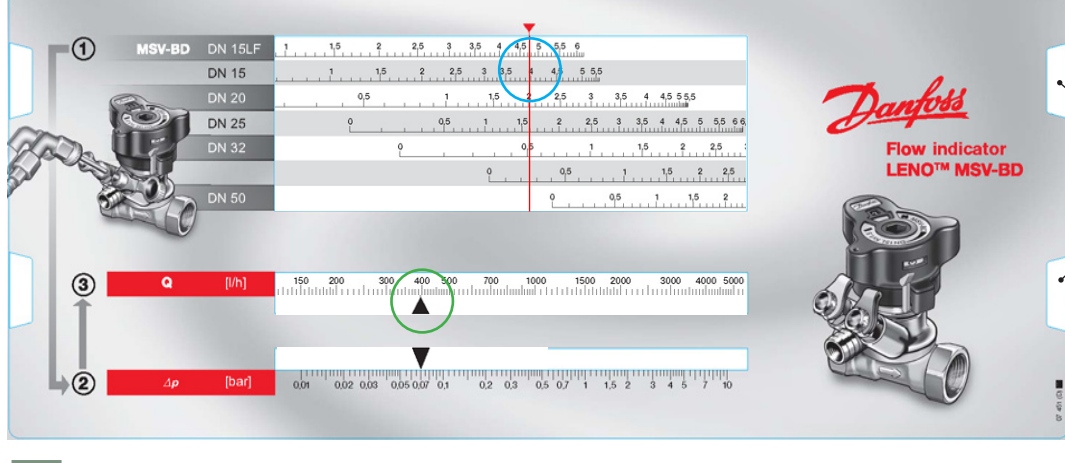 ① MSV-BD DN 15LF 1 1,5 2 2,5 3 3,5 4 4,5 5 5,5 6
DN 15 1 1,5 2 2,5 3 3,5 4 4,5 5 5,5
DN 20 0,5 1 1,5 2 2,5 3 3,5 4 4,5 5 5,5
DN 25 0 0,5 1 1,5 2 2,5 3 3,5 4 4,5 5 5,5 6
DN 32 0 0,5 1 1,5 2 2,5
0 0,5 1 1,5 2 2,5
DN 50 0 0,5 1 1,5 2
Danfoss
Flow indicator
LENO™ MSV-BD
③ Q [l/h] 150 200 300 400 500 700 1000 1500 2000 3000 4000 5000
② Δp [bar] 0,01 0,02 0,03 0,05 0,07 0,1 0,2 0,3 0,5 0,7 1 1,5 2 3 4 5 7 10